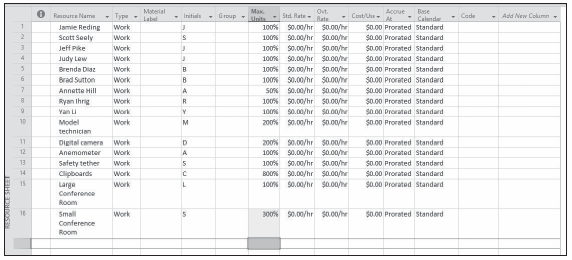 Resource Name Type Material Label Initials Group Max. Units Std. Rate Ovt. Rate Cost/Use Accrue At Base Calendar Code Add New Column
1 Jamie Reding Work J 100% $0.00/hr $0.00/hr $0.00 Prorated Standard
2 Scott Seely Work S 100% $0.00/hr $0.00/hr $0.00 Prorated Standard
3 Jeff Pike Work J 100% $0.00/hr $0.00/hr $0.00 Prorated Standard
4 Judy Lew Work J 100% $0.00/hr $0.00/hr $0.00 Prorated Standard
5 Brenda Diaz Work B 100% $0.00/hr $0.00/hr $0.00 Prorated Standard
6 Brad Sutton Work B 100% $0.00/hr $0.00/hr $0.00 Prorated Standard
7 Annette Hill Work A 50% $0.00/hr $0.00/hr $0.00 Prorated Standard
8 Ryan Ihrig Work R 100% $0.00/hr $0.00/hr $0.00 Prorated Standard
9 Yan Li Work Y 100% $0.00/hr $0.00/hr $0.00 Prorated Standard
10 Model technician Work M 200% $0.00/hr $0.00/hr $0.00 Prorated Standard
11 Digital camera Work D 200% $0.00/hr $0.00/hr $0.00 Prorated Standard
12 Anemometer Work A 100% $0.00/hr $0.00/hr $0.00 Prorated Standard
13 Safety tether Work S 100% $0.00/hr $0.00/hr $0.00 Prorated Standard
14 Clipboards Work C 800% $0.00/hr $0.00/hr $0.00 Prorated Standard
15 Large Conference Room Work L 100% $0.00/hr $0.00/hr $0.00 Prorated Standard
16 Small Conference Room Work S 300% $0.00/hr $0.00/hr $0.00 Prorated Standard
RESOURCE SHEET